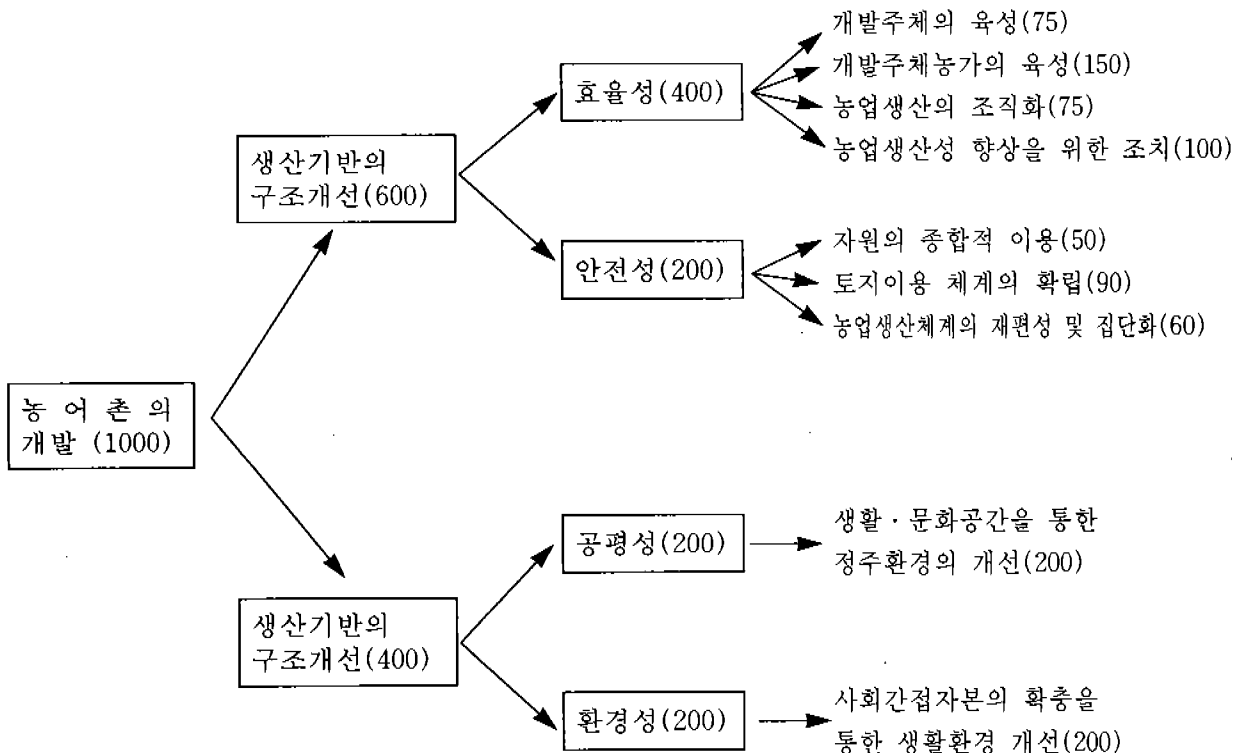 개발주체의 육성(75)
개발주체농가의 육성(150)
농업생산의 조직화(75)
농업생산성 향상을 위한 조치(100)
효율성(400)
생산기반의
구조개선(600)
안전성(200)
자원의 종합적 이용(50)
토지이용 체계의 확립(90)
농업생산체계의 재편성 및 집단화(60)
농 어 촌 의
개발 (1000)
공평성(200)
생활·문화공간을 통한
정주환경의 개선(200)
생산기반의
구조개선(400)
환경성(200)
사회간접자본의 확충을
통한 생활환경 개선(200)